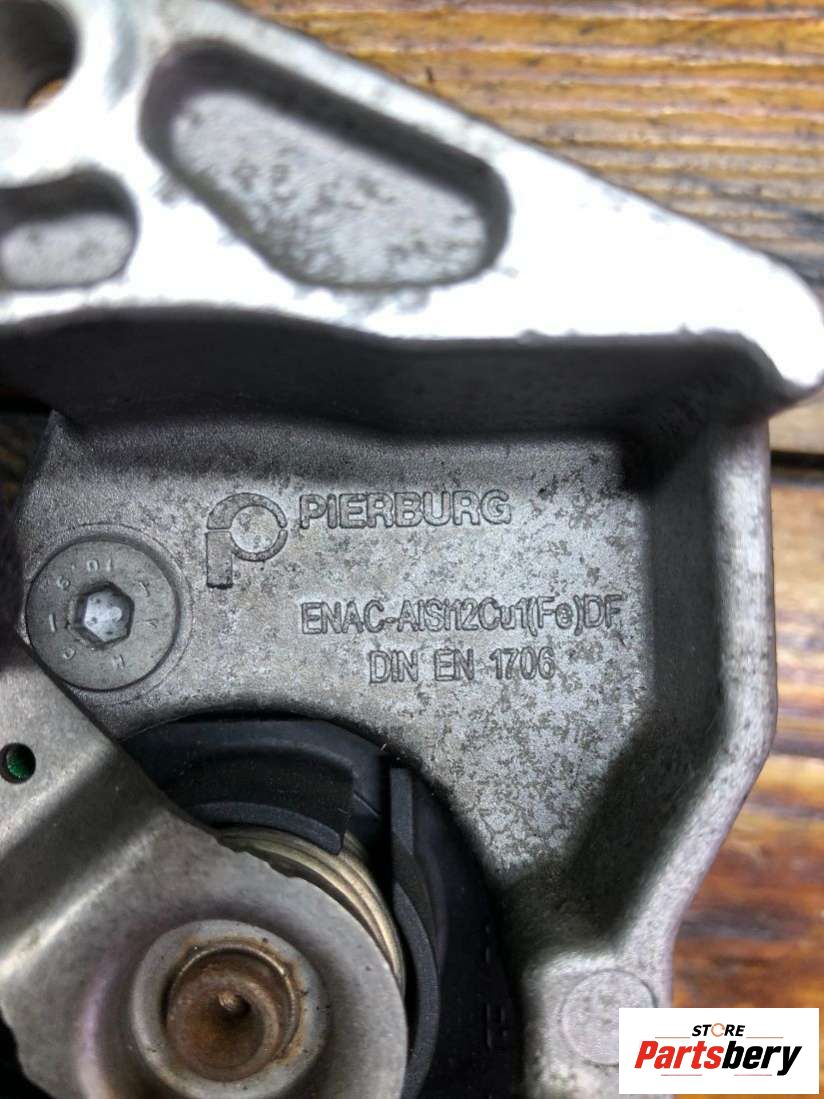 PIERBURG
ENAC-AlSi12Cu1(Fe)DF
DIN EN 1706
STORE
Partsbery